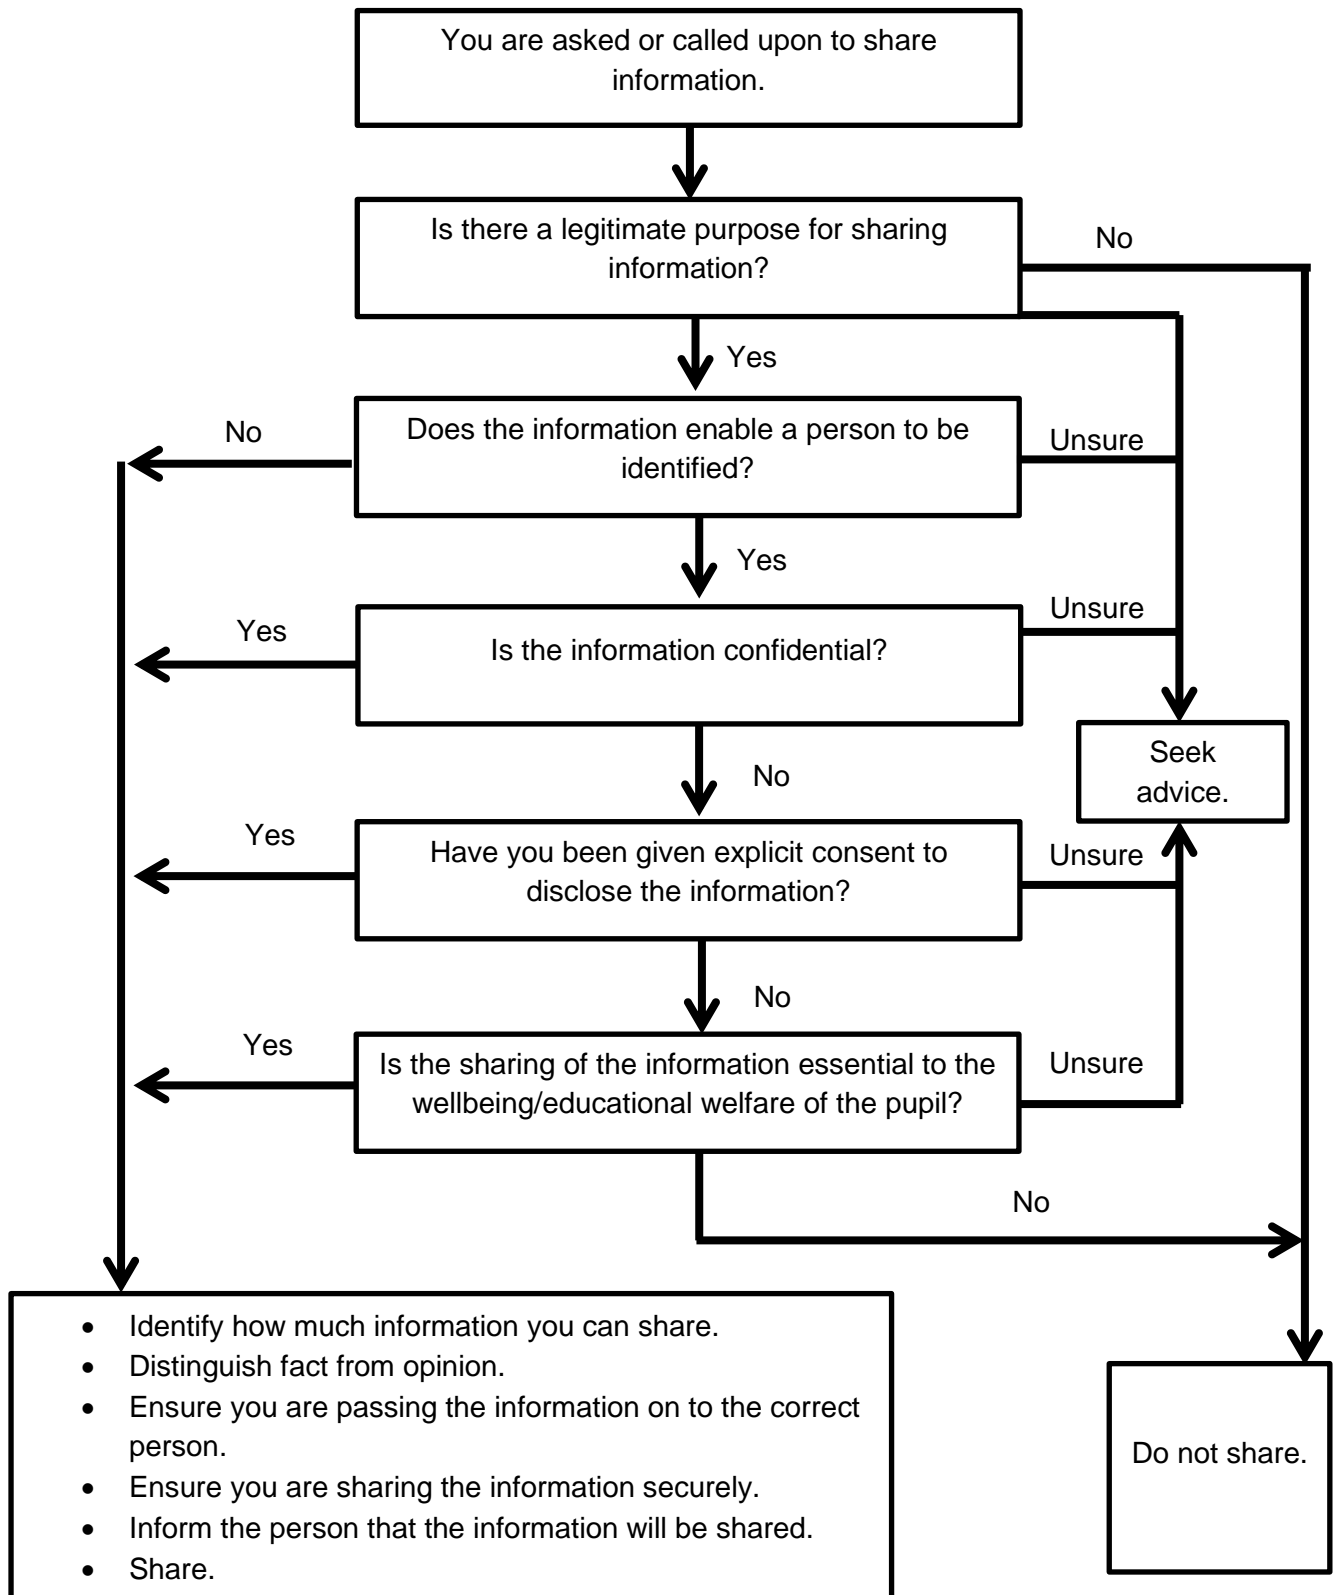 You are asked or called upon to share
information.
Is there a legitimate purpose for sharing
information?
No
Yes
No
Does the information enable a person to be
identified?
Unsure
Yes
Yes
Is the information confidential?
Unsure
No
Seek
advice.
Yes
Have you been given explicit consent to
disclose the information?
Unsure
No
Yes
Is the sharing of the information essential to the
wellbeing/educational welfare of the pupil?
Unsure
No
• Identify how much information you can share.
• Distinguish fact from opinion.
• Ensure you are passing the information on to the correct
person.
• Ensure you are sharing the information securely.
• Inform the person that the information will be shared.
• Share.
Do not share.